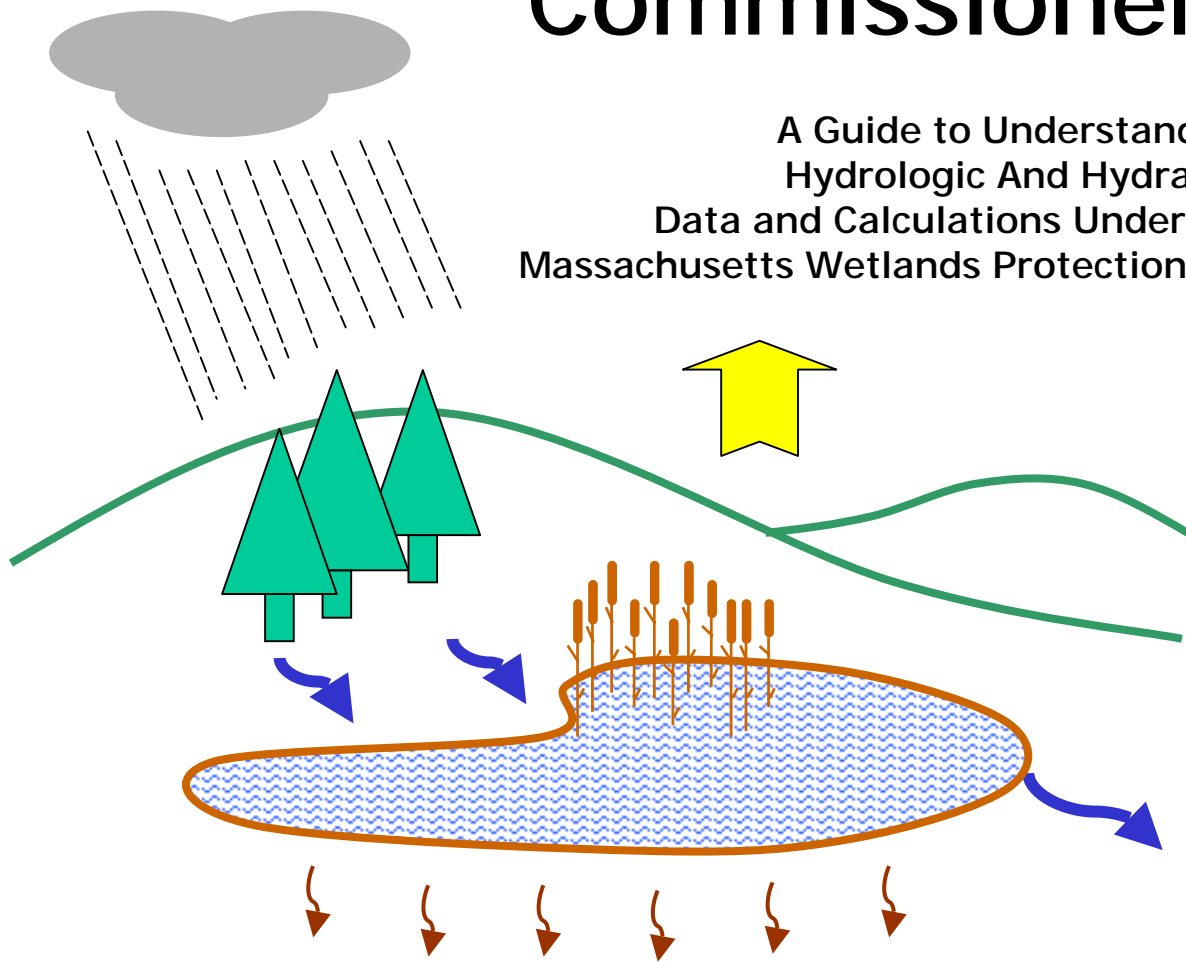 Commissioner
A Guide to Understand
Hydrologic And Hydra
Data and Calculations Under
Massachusetts Wetlands Protection